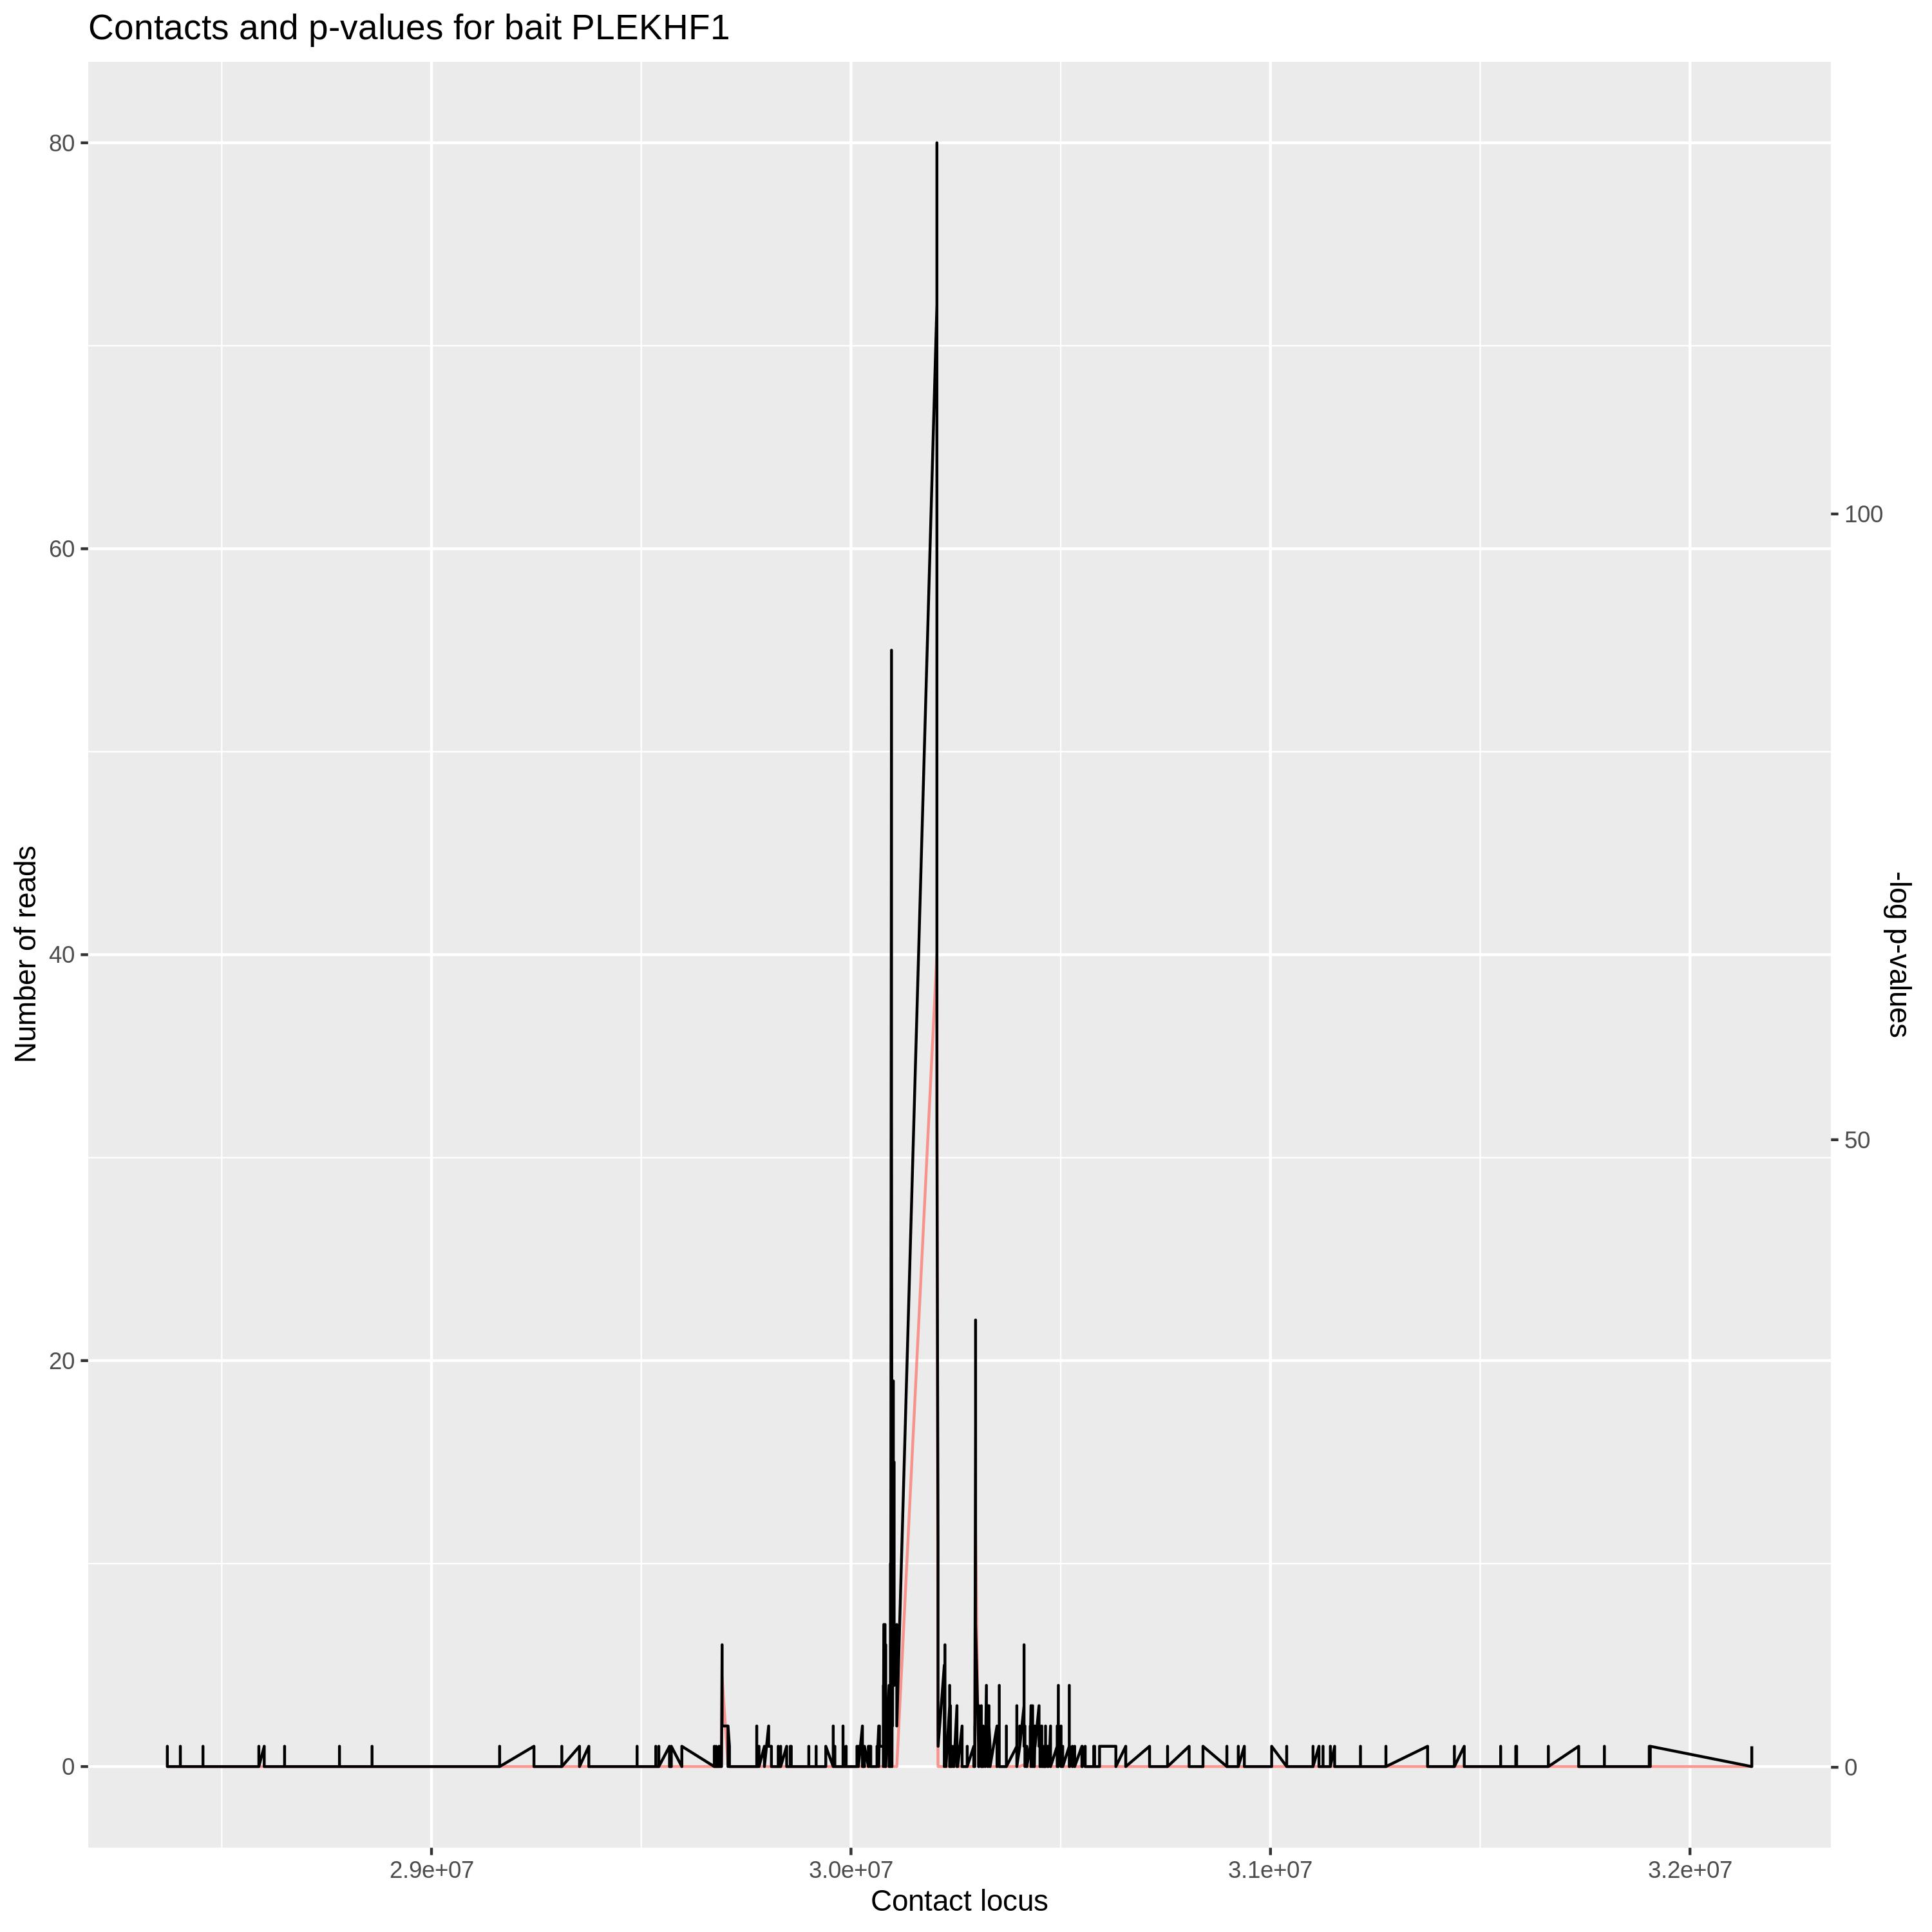 Contacts and p-values for bait PLEKHF1
80
60
40
20
0
Number of reads
100
50
0
-log p-values
2.9e+07
3.0e+07
3.1e+07
3.2e+07
Contact locus